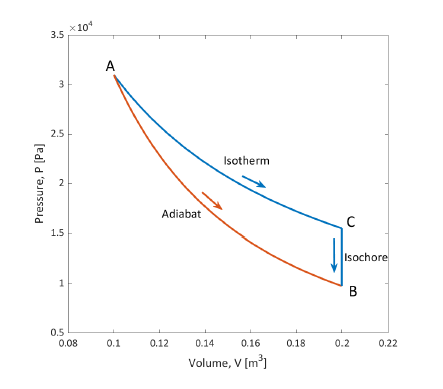 ×10⁴
3.5
3
2.5
2
1.5
1
0.5
Pressure, P [Pa]
A
Isotherm
Adiabat
C
Isochore
B
0.08
0.1
0.12
0.14
0.16
0.18
0.2
0.22
Volume, V [m³]